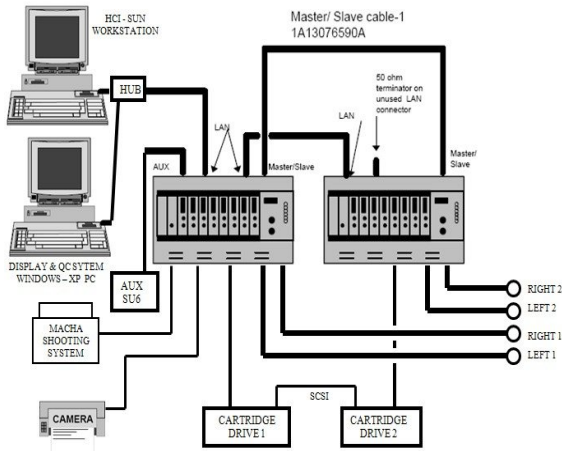 HCI - SUN
WORKSTATION
Master/ Slave cable-1
1A13076590A
HUB
50 ohm
terminator on
unused LAN
connector
LAN
LAN
AUX
Master/Slave
Master/
Slave
DISPLAY & QC SYTEM
WINDOWS – XP PC
AUX
SU6
RIGHT 2
LEFT 2
RIGHT 1
LEFT 1
MACHA
SHOOTING
SYSTEM
CAMERA
SCSI
CARTRIDGE
DRIVE 1
CARTRIDGE
DRIVE 2